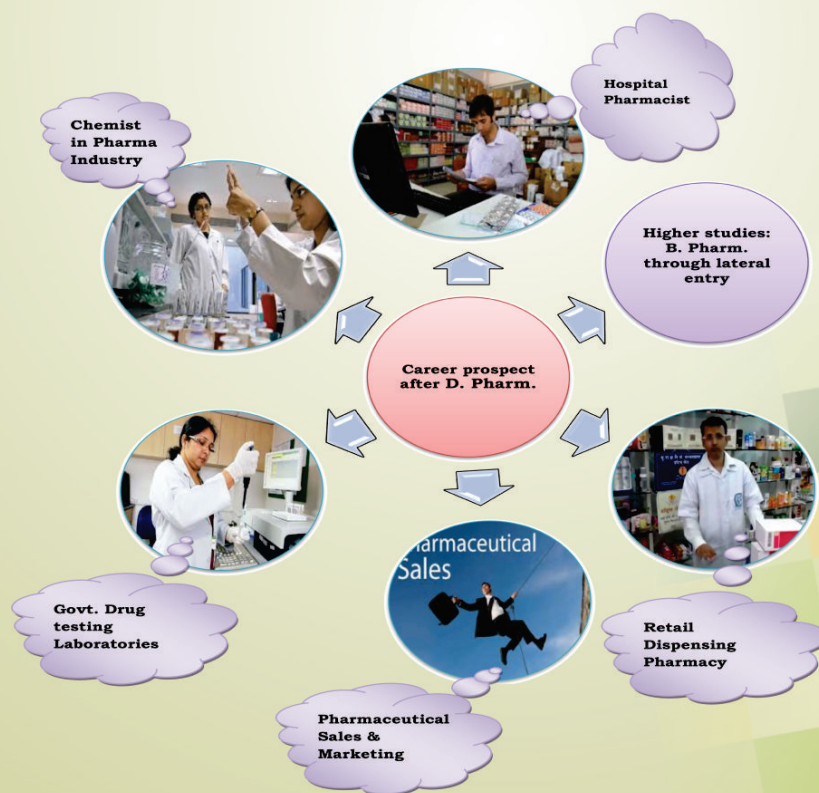 Hospital
Pharmacist
Chemist
in Pharma
Industry
Higher studies:
B. Pharm.
through lateral
entry
Career prospect
after D. Pharm.
Govt. Drug
testing
Laboratories
Pharmaceutical
Sales
Retail
Dispensing
Pharmacy
Pharmaceutical
Sales &
Marketing